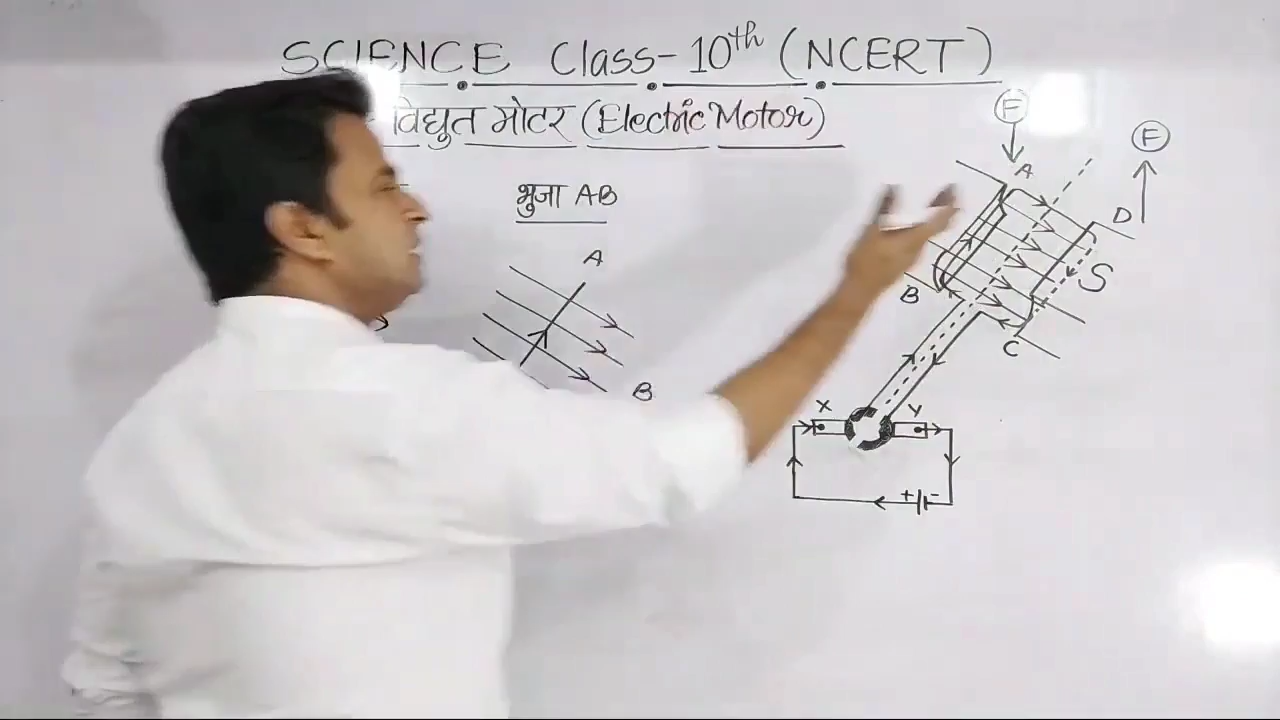 SCIENCE Class-10th (NCERT)
विद्युत मोटर (Electric Motor)
भुजा AB
A
B
F
F
A
D
S
B
C
X
Y
+ -